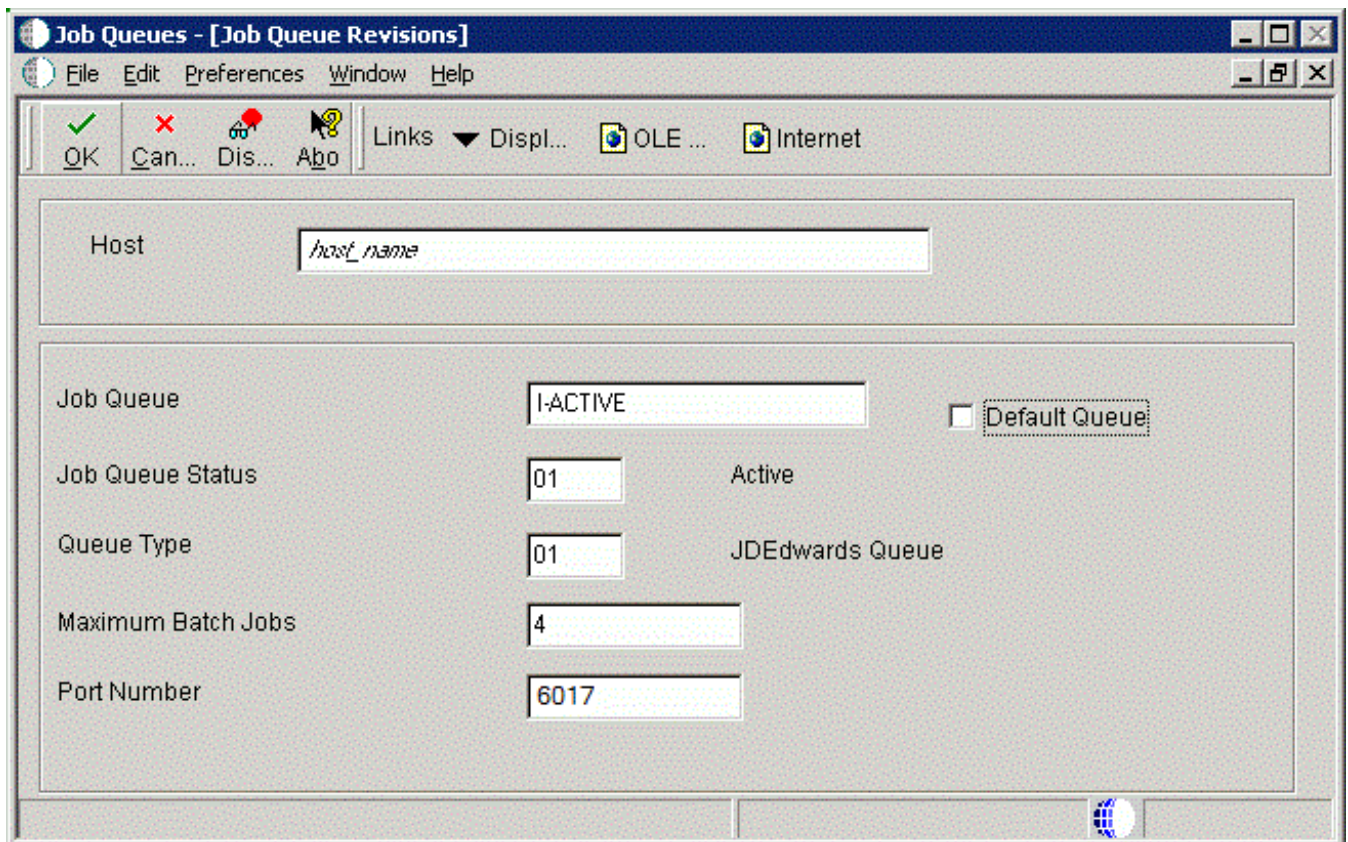 Job Queues - [Job Queue Revisions]
File Edit Preferences Window Help
OK Can... Dis... Abo Links Displ... OLE ... Internet
Host host_name
Job Queue I-ACTIVE Default Queue
Job Queue Status 01 Active
Queue Type 01 JDEdwards Queue
Maximum Batch Jobs 4
Port Number 6017